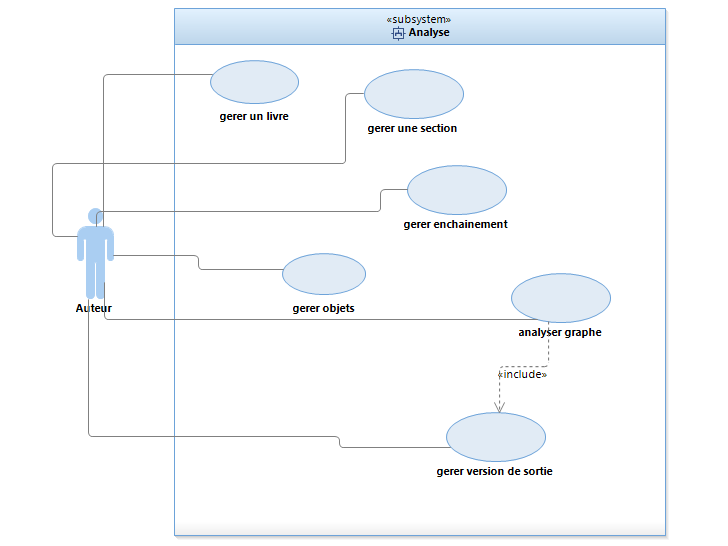 «subsystem»
Analyse
gerer un livre
gerer une section
gerer enchainement
Auteur
gerer objets
analyser graphe
«include»
gerer version de sortie